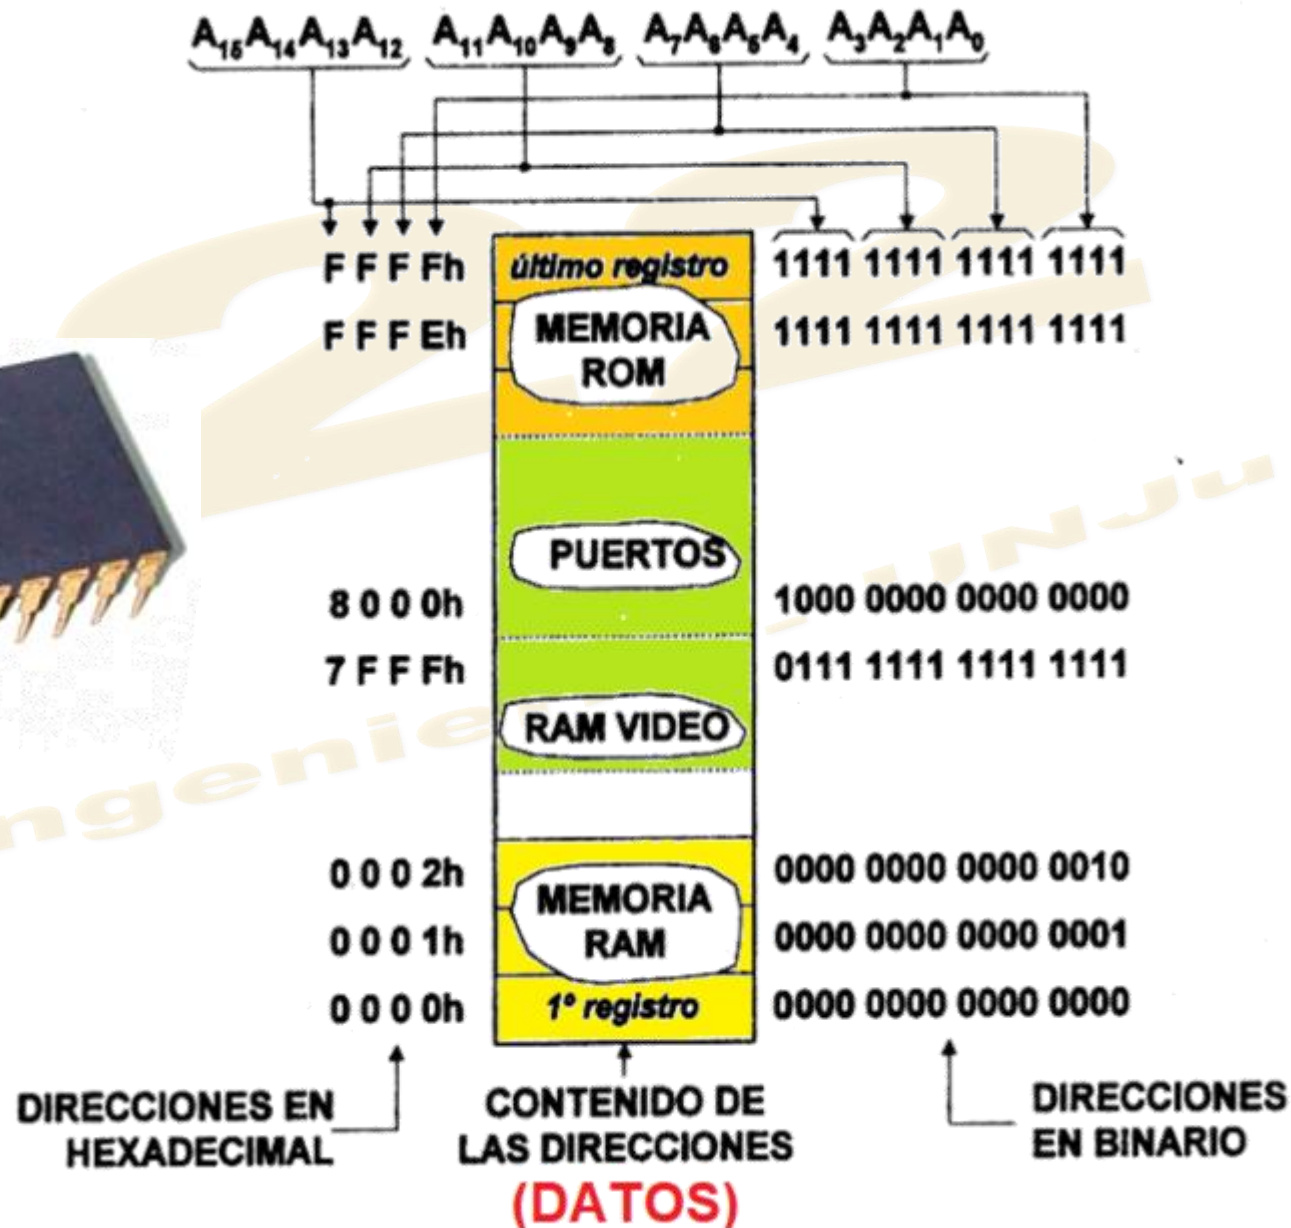 A₁₅A₁₄A₁₃A₁₂ A₁₁A₁₀A₉A₈ A₇A₆A₅A₄ A₃A₂A₁A₀
F F F Fh último registro 1111 1111 1111 1111
F F F Eh MEMORIA ROM 1111 1111 1111 1111
PUERTOS
8 0 0 0h 1000 0000 0000 0000
7 F F Fh 0111 1111 1111 1111
RAM VIDEO
0 0 0 2h 0000 0000 0000 0010
MEMORIA RAM
0 0 0 1h 0000 0000 0000 0001
0 0 0 0h 1º registro 0000 0000 0000 0000
DIRECCIONES EN
HEXADECIMAL
CONTENIDO DE
LAS DIRECCIONES
(DATOS)
DIRECCIONES
EN BINARIO
22
UNJu